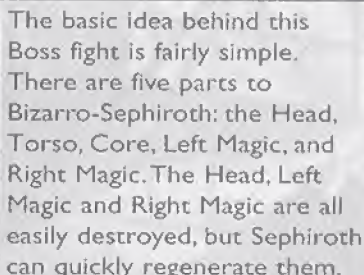 The basic idea behind this
Boss fight is fairly simple.
There are five parts to
Bizarro-Sephiroth: the Head,
Torso, Core, Left Magic, and
Right Magic. The Head, Left
Magic and Right Magic are all
easily destroyed, but Sephiroth
can quickly regenerate them.